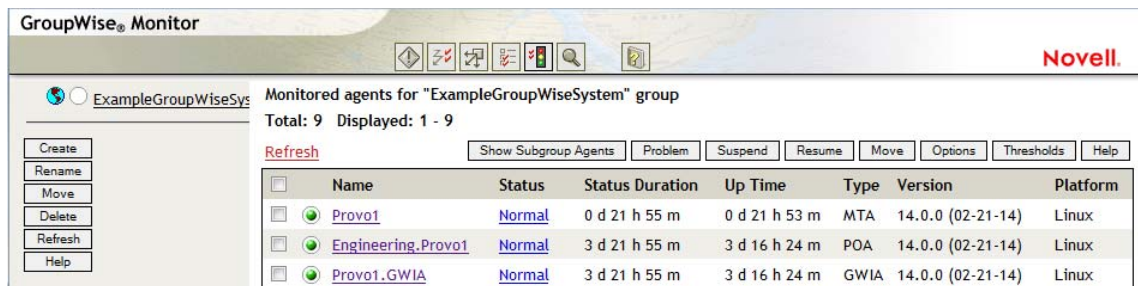 GroupWise® Monitor
Novell.
ExampleGroupWiseSys
Create
Rename
Move
Delete
Refresh
Help
Monitored agents for "ExampleGroupWiseSystem" group
Total: 9 Displayed: 1 - 9
Refresh Show Subgroup Agents Problem Suspend Resume Move Options Thresholds Help
Name Status Status Duration Up Time Type Version Platform
Provo1 Normal 0 d 21 h 55 m 0 d 21 h 53 m MTA 14.0.0 (02-21-14) Linux
Engineering.Provo1 Normal 3 d 21 h 55 m 3 d 16 h 24 m POA 14.0.0 (02-21-14) Linux
Provo1.GWIA Normal 3 d 21 h 55 m 3 d 16 h 24 m GWIA 14.0.0 (02-21-14) Linux